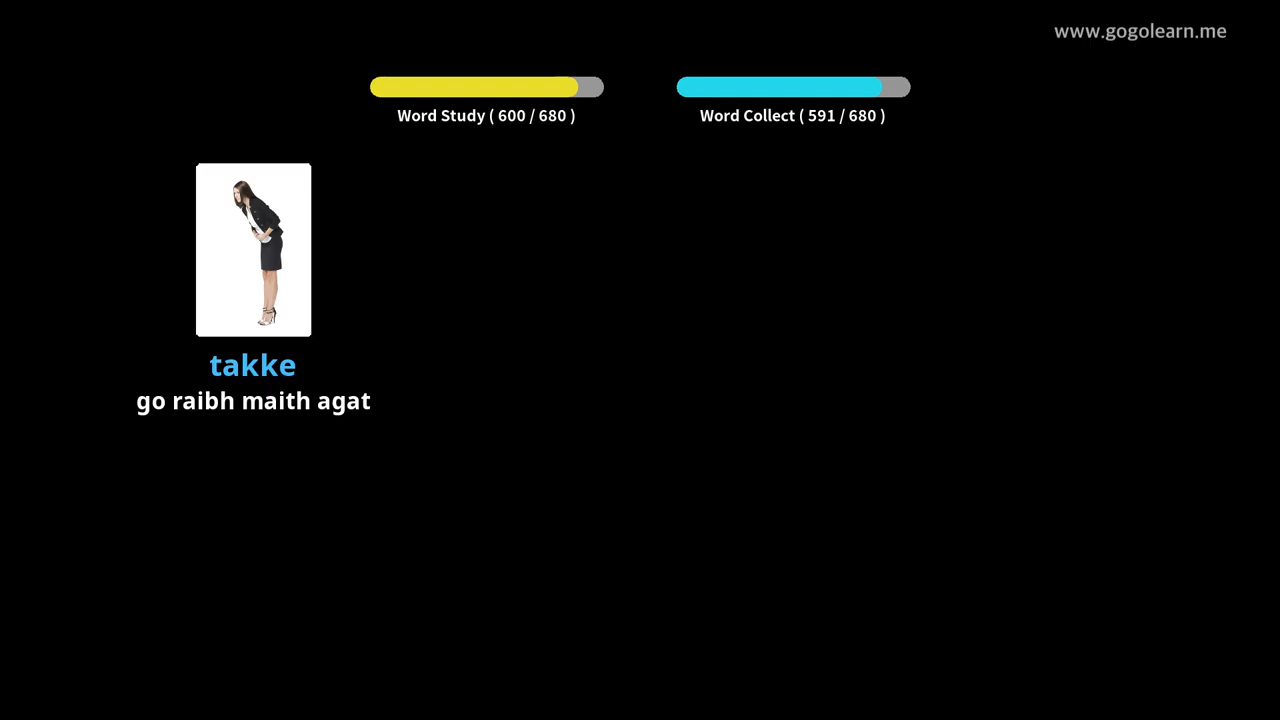 www.gogolearn.me
Word Study ( 600 / 680 )
Word Collect ( 591 / 680 )
takke
go raibh maith agat